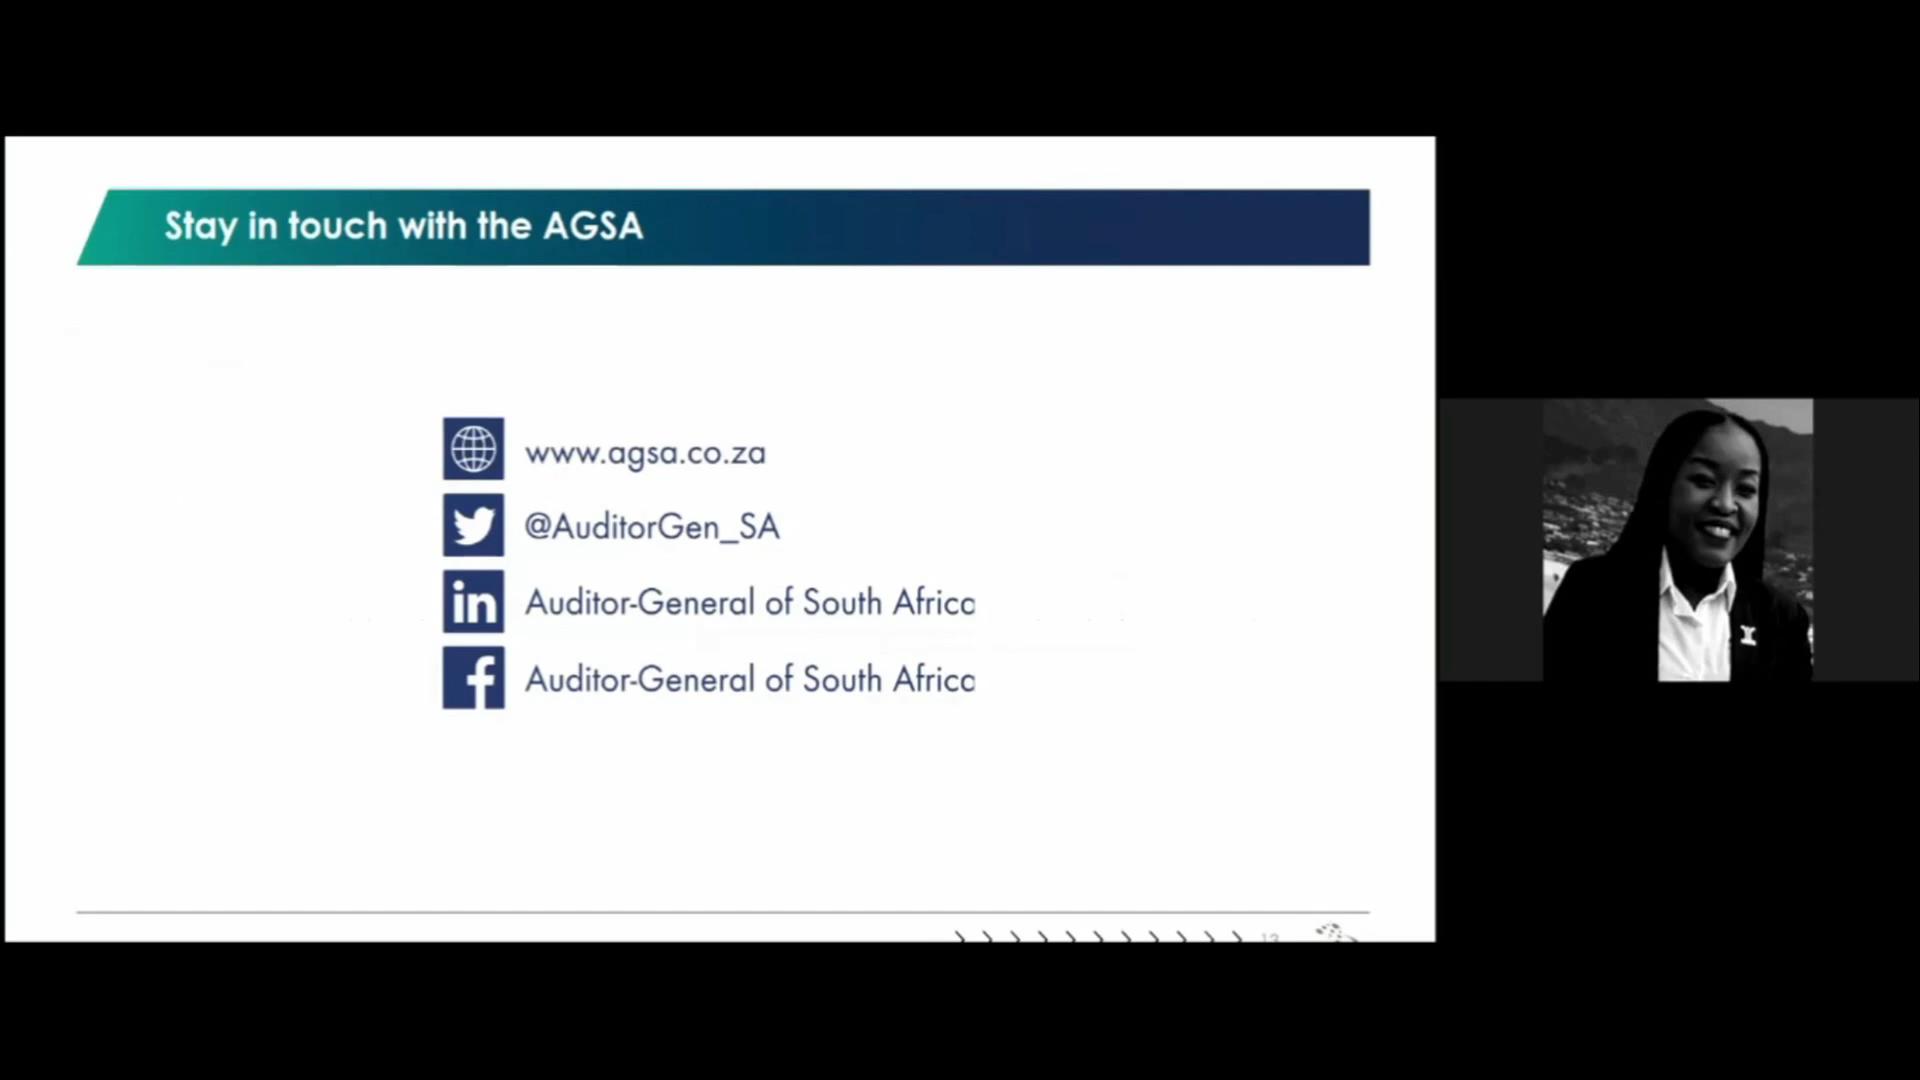 Stay in touch with the AGSA
www.agsa.co.za
@AuditorGen_SA
in Auditor-General of South Africa
f Auditor-General of South Africa